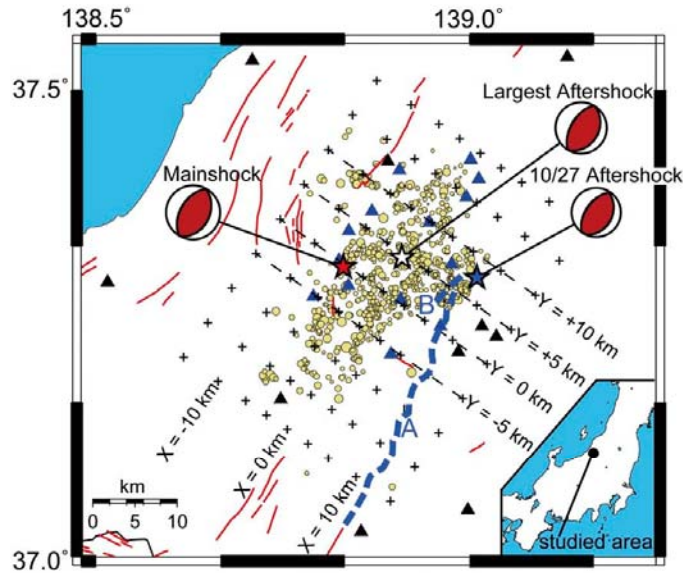 138.5°
139.0°
37.5°
Largest Aftershock
Mainshock
10/27 Aftershock
B
Y = +10 km
Y = +5 km
Y = 0 km
Y = -5 km
A
X = -10 km
X = 0 km
X = 10 km
km
0 5 10
37.0°
studied area